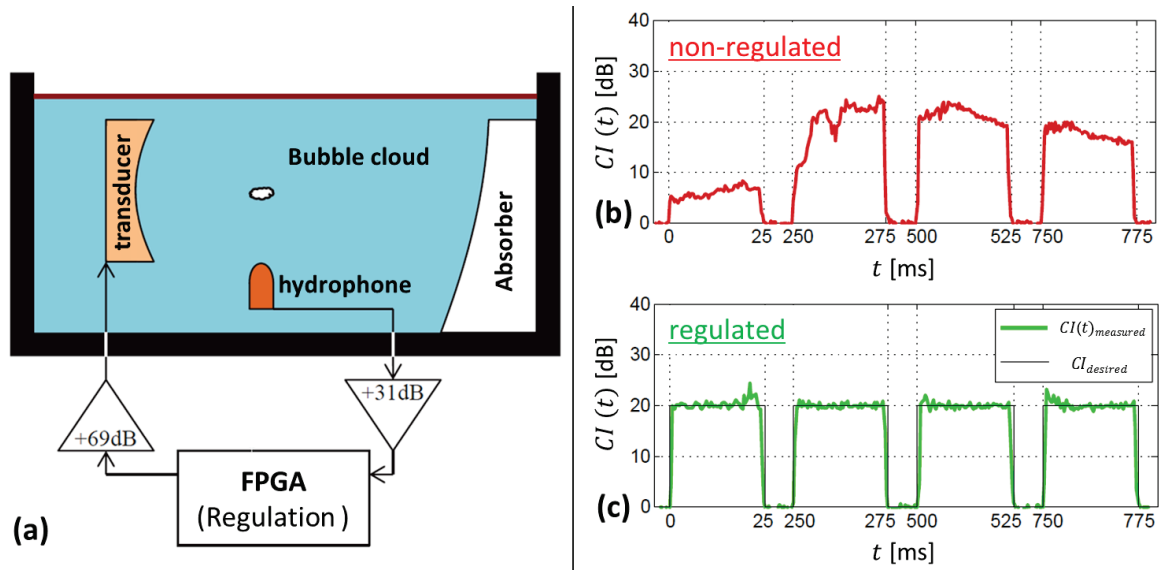 (a)
transducer
Bubble cloud
hydrophone
Absorber
+69dB
+31dB
FPGA
(Regulation )
(b)
non-regulated
CI (t) [dB]
40
30
20
10
0
0 25 250 275 500 525 750 775
t [ms]
(c)
regulated
CI(t)measured
CIdesired
CI (t) [dB]
40
30
20
10
0
0 25 250 275 500 525 750 775
t [ms]